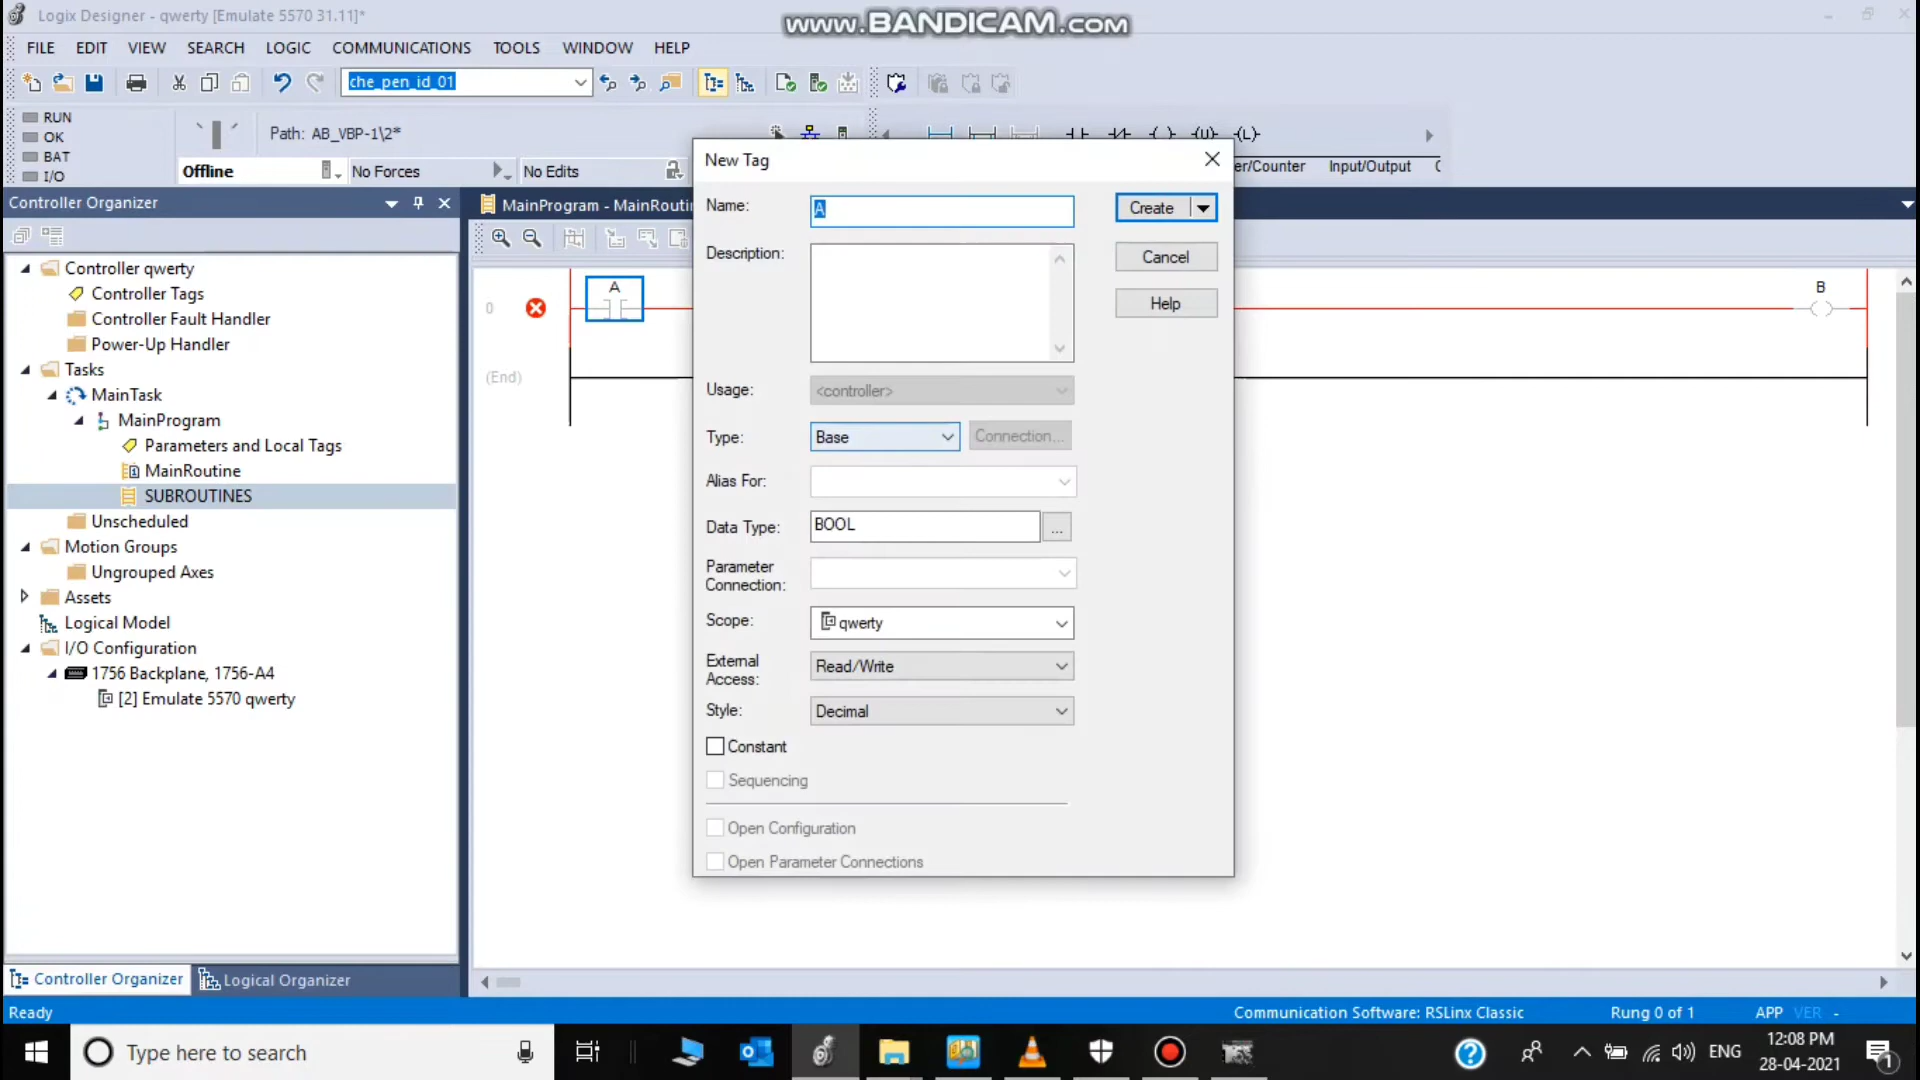 Logix Designer - qwerty [Emulate 5570 31.11]*
www.BANDICAM.com
FILE EDIT VIEW SEARCH LOGIC COMMUNICATIONS TOOLS WINDOW HELP
che_pen_id_01
RUN
OK
BAT
I/O
Path: AB_VBP-1\2*
Offline
No Forces
No Edits
er/Counter Input/Output
Controller Organizer
MainProgram - MainRoutin
Controller qwerty
Controller Tags
Controller Fault Handler
Power-Up Handler
Tasks
MainTask
MainProgram
Parameters and Local Tags
MainRoutine
SUBROUTINES
Unscheduled
Motion Groups
Ungrouped Axes
Assets
Logical Model
I/O Configuration
1756 Backplane, 1756-A4
[2] Emulate 5570 qwerty
Controller Organizer
Logical Organizer
0
A
B
(End)
New Tag
Name: A
Create
Description:
Cancel
Help
Usage: <controller>
Type: Base
Connection...
Alias For:
Data Type: BOOL
...
Parameter
Connection:
Scope: qwerty
External
Access:
Read/Write
Style: Decimal
Constant
Sequencing
Open Configuration
Open Parameter Connections
Ready
Communication Software: RSLinx Classic
Rung 0 of 1
APP VER -
Type here to search
ENG
12:08 PM
28-04-2021
1